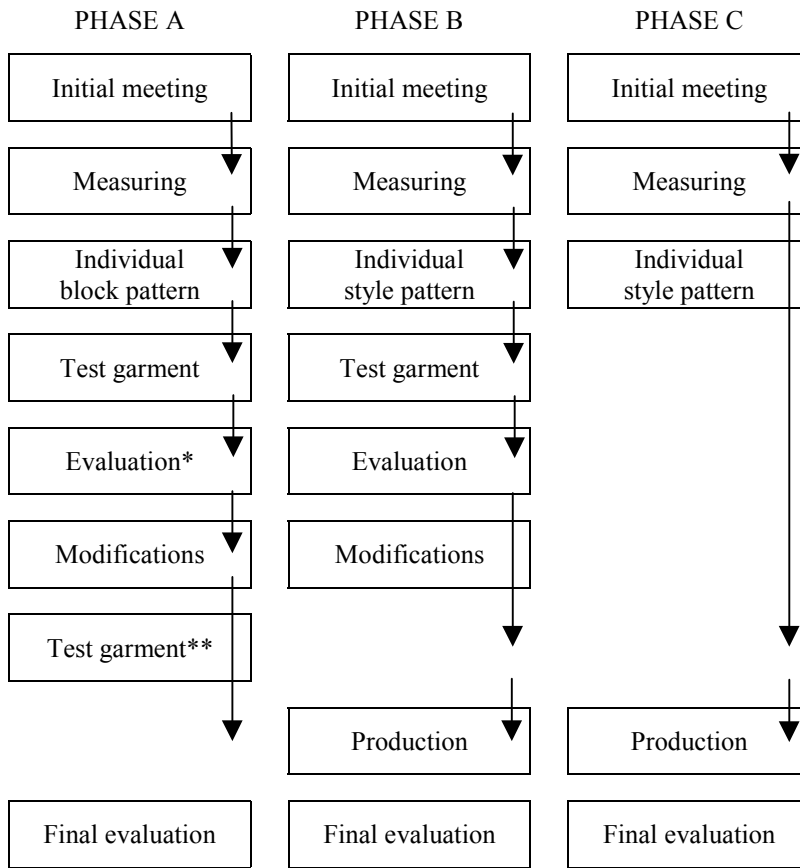 PHASE A PHASE B PHASE C
Initial meeting Initial meeting Initial meeting
Measuring Measuring Measuring
Individual Individual Individual
block pattern style pattern style pattern
Test garment Test garment
Evaluation* Evaluation
Modifications Modifications
Test garment**
Production Production
Final evaluation Final evaluation Final evaluation